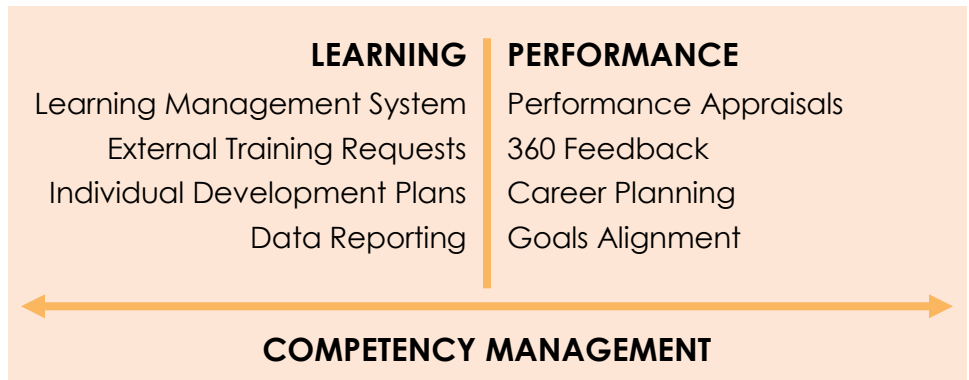 LEARNING
Learning Management System
External Training Requests
Individual Development Plans
Data Reporting
PERFORMANCE
Performance Appraisals
360 Feedback
Career Planning
Goals Alignment
COMPETENCY MANAGEMENT